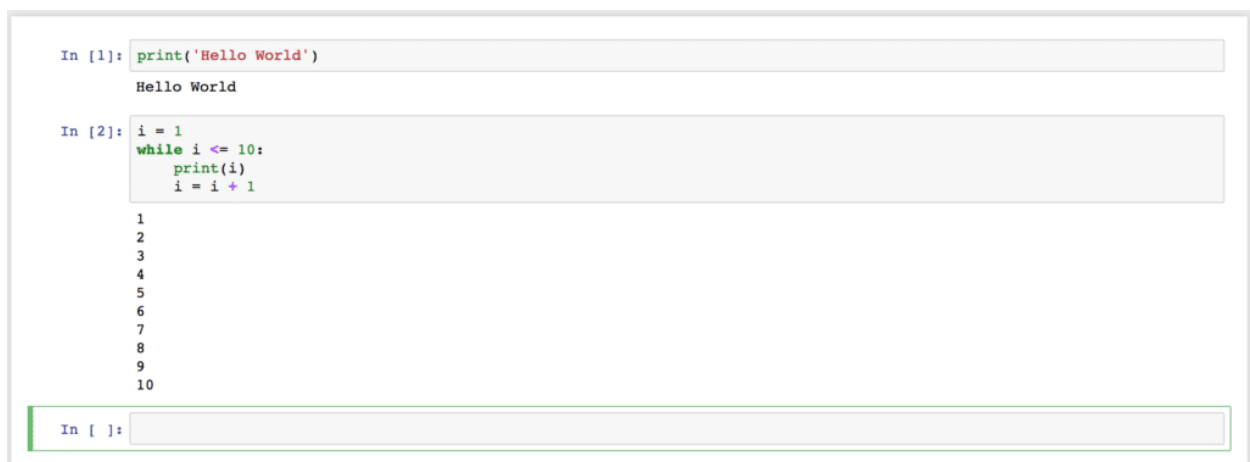 In [1]: print('Hello World')
Hello World
In [2]: i = 1
while i <= 10:
    print(i)
    i = i + 1
1
2
3
4
5
6
7
8
9
10
In [ ]: